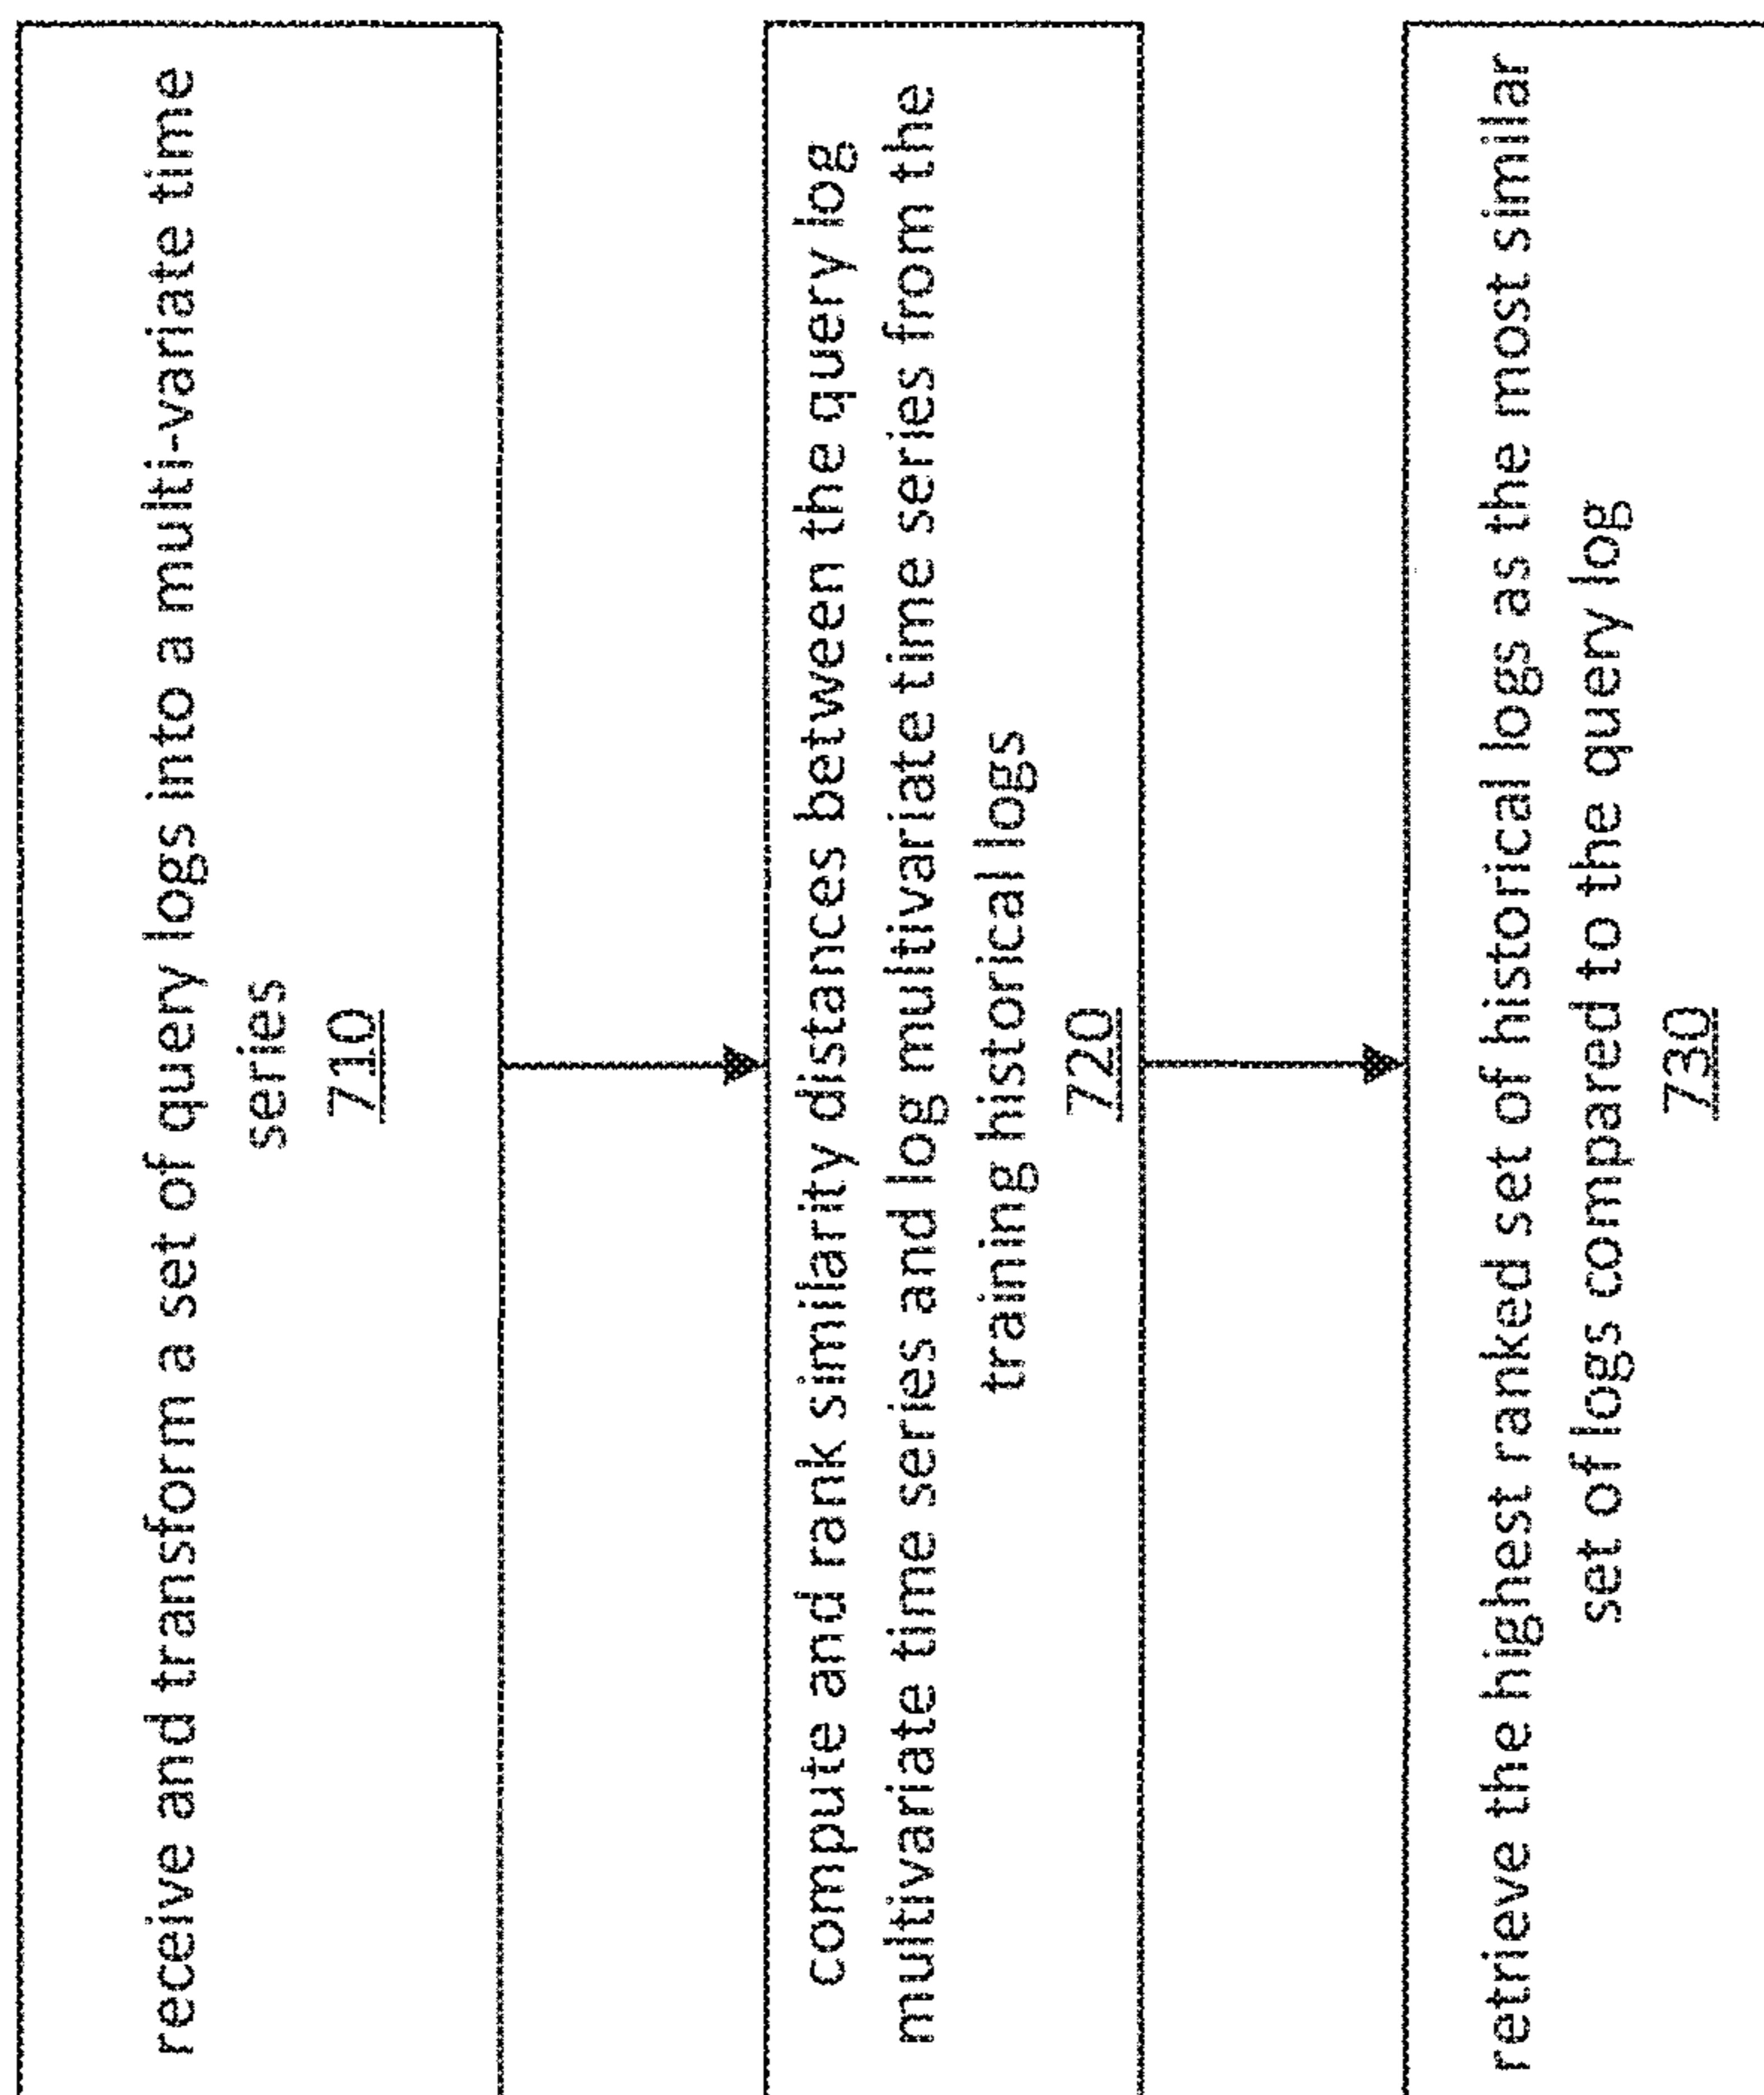 receive and transform a set of query logs into a multi-variate time
series
710
compute and rank similarity distances between the query log
multivariate time series and log multivariate time series from the
training historical logs
720
retrieve the highest ranked set of historical logs as the most similar
set of logs compared to the query log
730